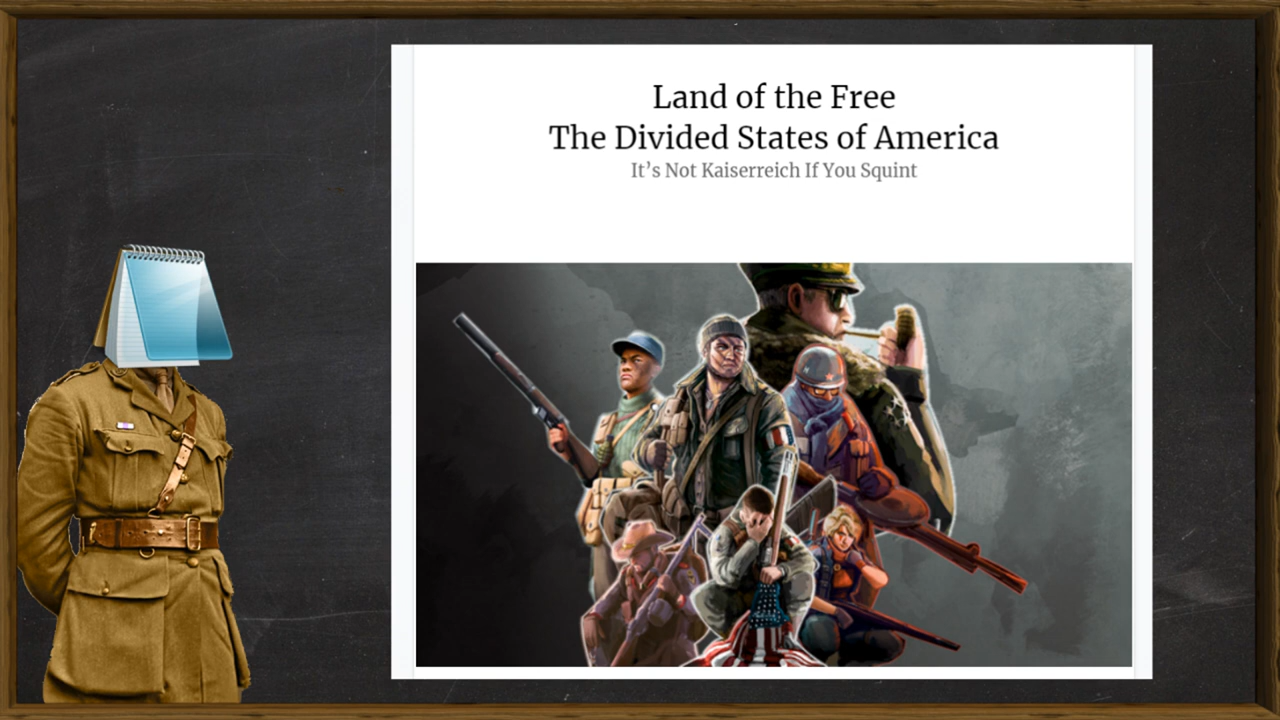 Land of the Free
The Divided States of America
It’s Not Kaiserreich If You Squint